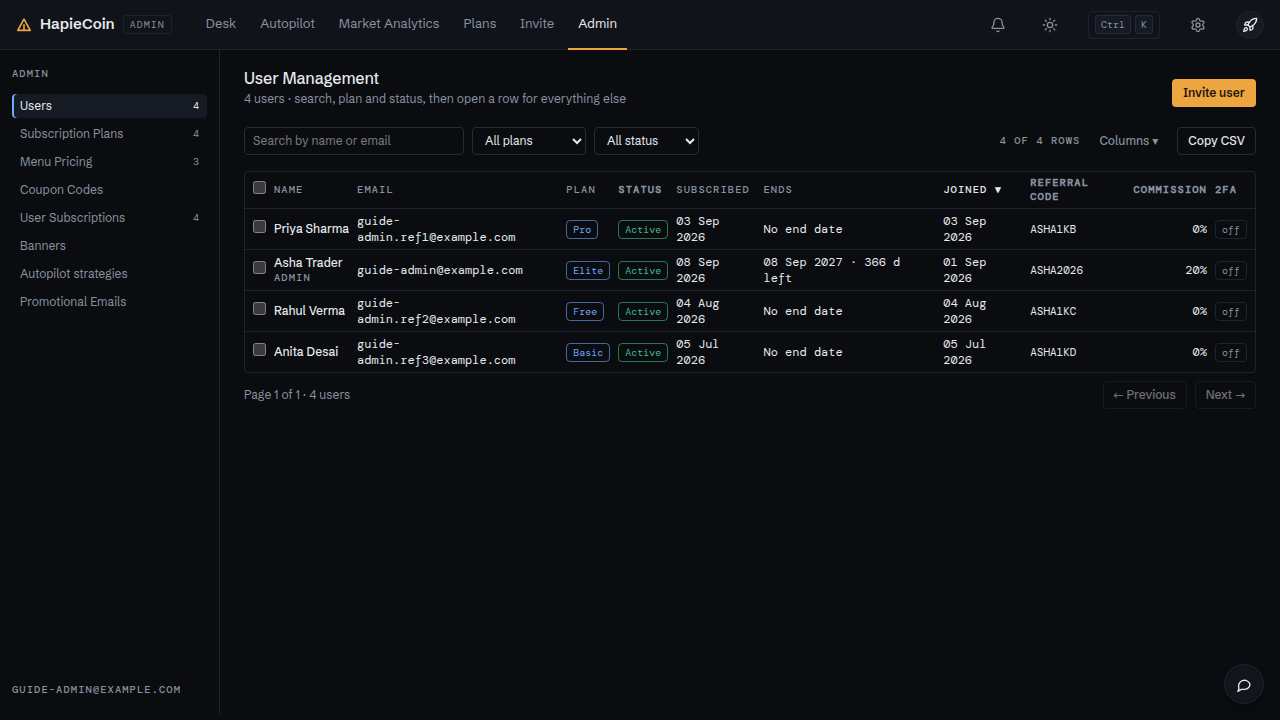 HapieCoin ADMIN Desk Autopilot Market Analytics Plans Invite Admin Ctrl K
ADMIN
Users 4
Subscription Plans 4
Menu Pricing 3
Coupon Codes
User Subscriptions 4
Banners
Autopilot strategies
Promotional Emails
GUIDE-ADMIN@EXAMPLE.COM
User Management
4 users · search, plan and status, then open a row for everything else
Invite user
Search by name or email All plans All status 4 OF 4 ROWS Columns ▾ Copy CSV
NAME EMAIL PLAN STATUS SUBSCRIBED ENDS JOINED ▼ REFERRAL CODE COMMISSION 2FA
Priya Sharma guide-admin.ref1@example.com Pro Active 03 Sep 2026 No end date 03 Sep 2026 ASHA1KB 0% off
Asha Trader ADMIN guide-admin@example.com Elite Active 08 Sep 2026 08 Sep 2027 · 366 d left 01 Sep 2026 ASHA2026 20% off
Rahul Verma guide-admin.ref2@example.com Free Active 04 Aug 2026 No end date 04 Aug 2026 ASHA1KC 0% off
Anita Desai guide-admin.ref3@example.com Basic Active 05 Jul 2026 No end date 05 Jul 2026 ASHA1KD 0% off
Page 1 of 1 · 4 users ← Previous Next →